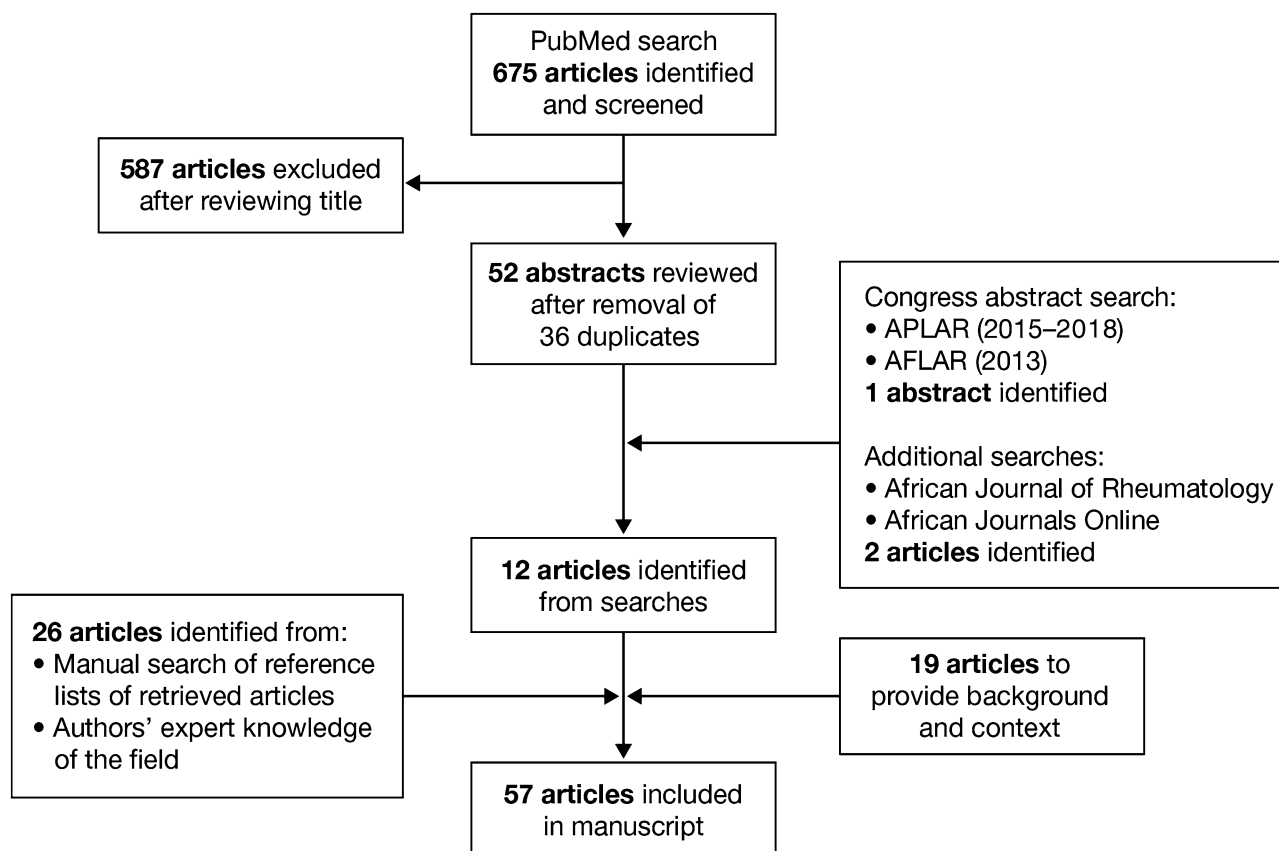 PubMed search
675 articles identified
and screened
587 articles excluded
after reviewing title
52 abstracts reviewed
after removal of
36 duplicates
Congress abstract search:
• APLAR (2015–2018)
• AFLAR (2013)
1 abstract identified
Additional searches:
• African Journal of Rheumatology
• African Journals Online
2 articles identified
12 articles identified
from searches
26 articles identified from:
• Manual search of reference
lists of retrieved articles
• Authors’ expert knowledge
of the field
19 articles to
provide background
and context
57 articles included
in manuscript